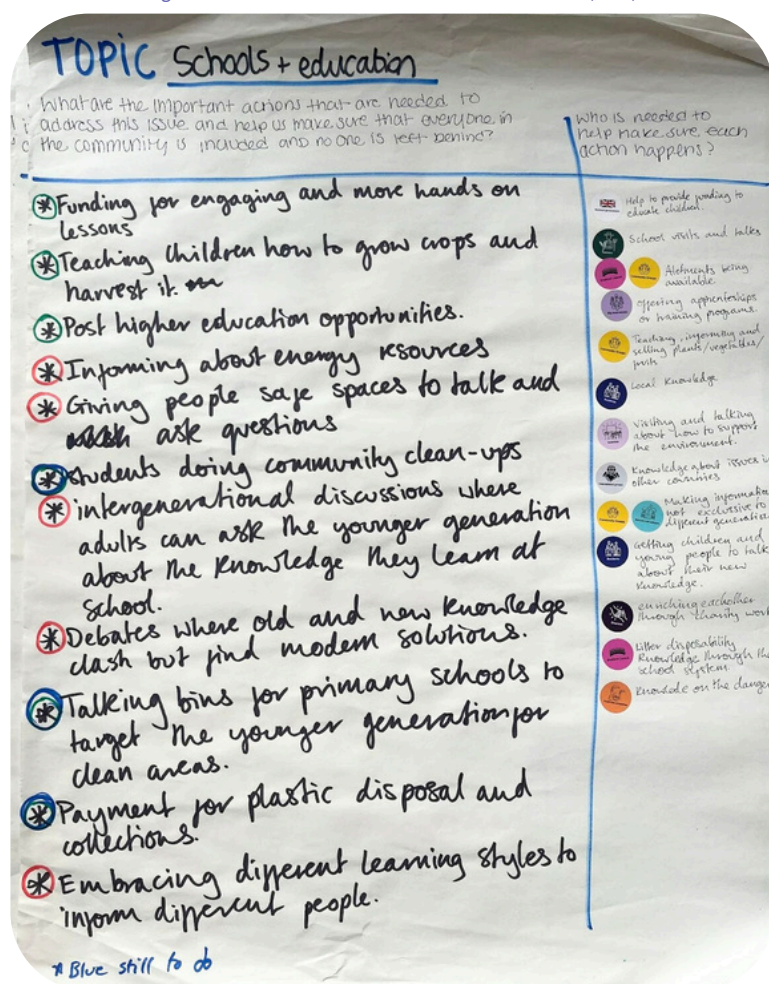 TOPIC Schools + education
What are the important actions that are needed to
address this issue and help us make sure that everyone in
the community is included and no one is left behind?
* Funding for engaging and more hands on
lessons
* Teaching children how to grow crops and
harvest it.
* Post higher education opportunities.
* Informing about energy resources
* Giving people safe spaces to talk and
ask questions
* students doing community clean-ups
* intergenerational discussions where
adults can ask the younger generation
about the knowledge they learn at
school.
* Debates where old and new knowledge
clash but find modern solutions.
* Talking bins for primary schools to
target the younger generation for
clean areas.
* Payment for plastic disposal and
collections.
* Embracing different learning styles to
inform different people.
* Blue still to do
who is needed to
help make sure each
action happens?
Help to provide funding to
educate children.
School visits and talks
Alotments being
available
offering apprenterships
or training programs.
Teaching, informing and
selling plants/vegetables/
fruits
Local knowledge
Visiting and talking
about how to support
the environment.
Knowledge about issues in
other countries
Making information
not exclusive to
different generation
Getting children and
young people to talk
about their new
knowledge.
enriching eachother
through charity work
Litter disposability
knowledge through the
school system
Knowlede on the danger